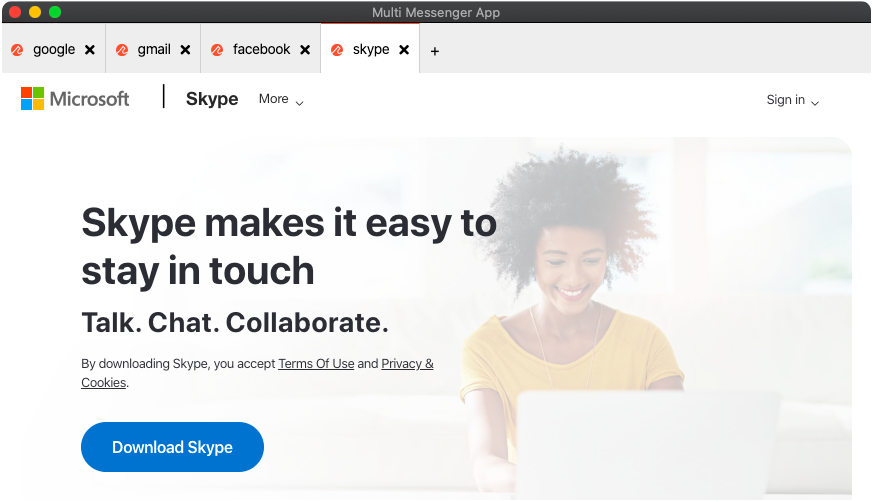 Multi Messenger App
google × gmail × facebook × skype × +
Microsoft | Skype More Sign in
Skype makes it easy to
stay in touch
Talk. Chat. Collaborate.
By downloading Skype, you accept Terms Of Use and Privacy &
Cookies.
Download Skype